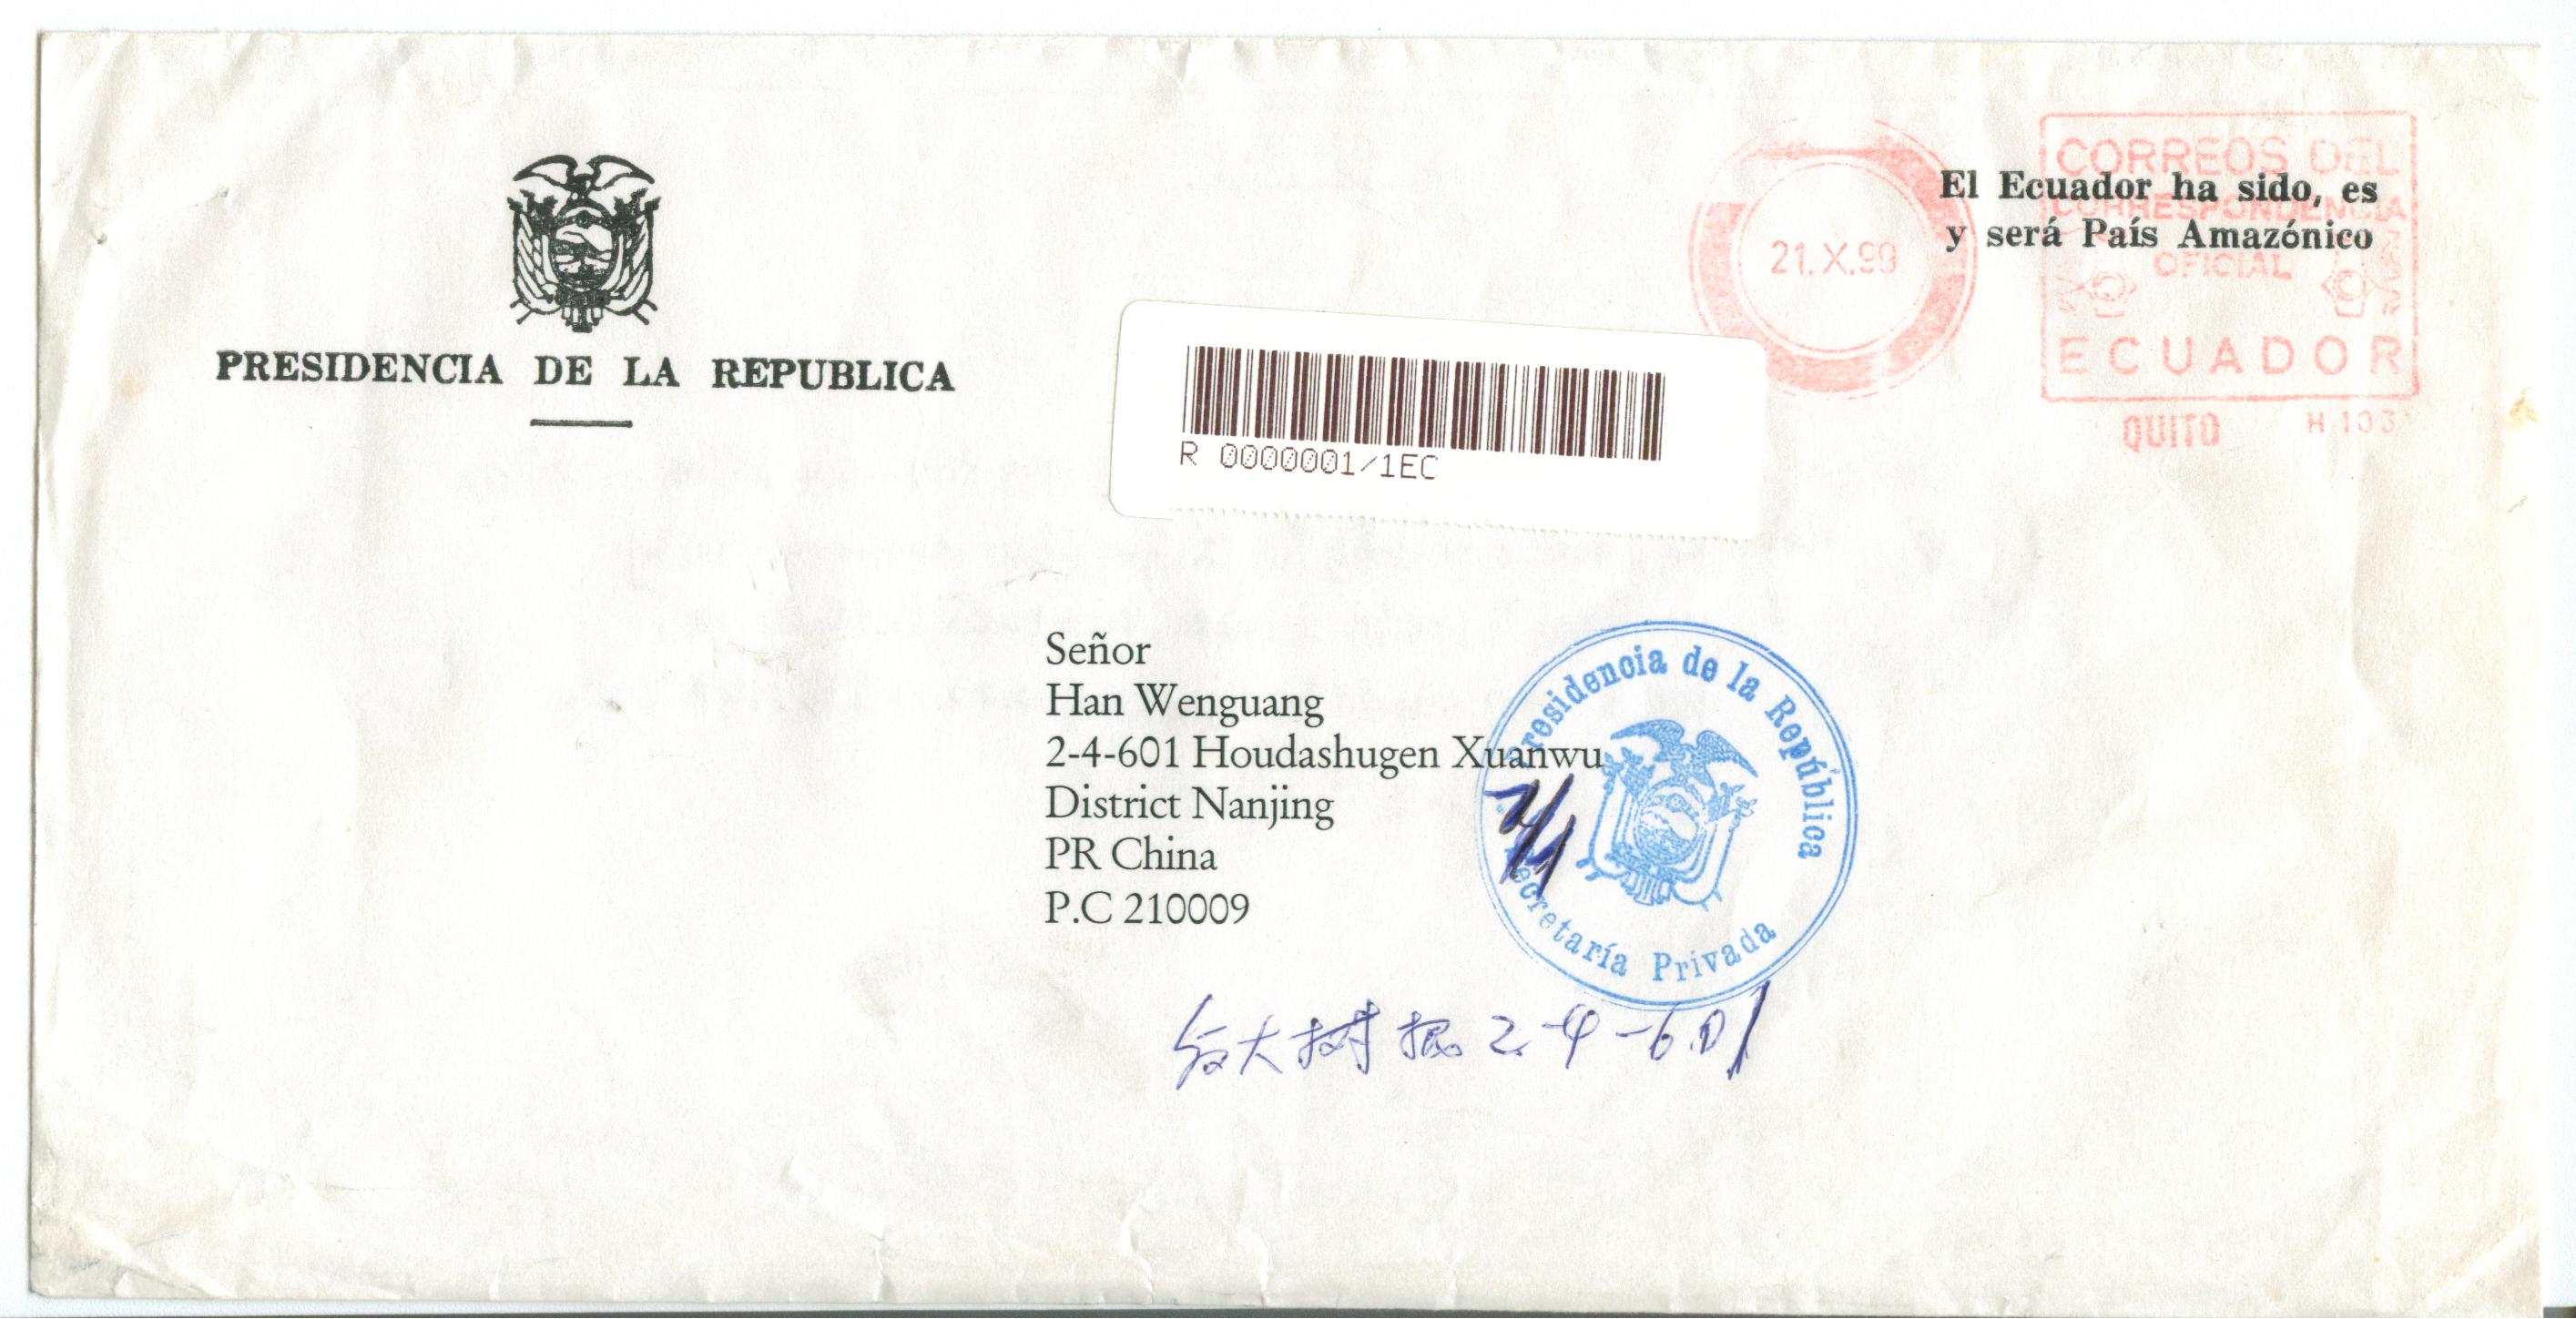 PRESIDENCIA DE LA REPUBLICA
21.X.99
El Ecuador ha sido, es
y será País Amazónico
CORREOS DEL
CORRESPONDENCIA
OFICIAL
ECUADOR
QUITO H 103
R 0000001/1EC
Señor
Han Wenguang
2-4-601 Houdashugen Xuanwu
District Nanjing
PR China
P.C 210009
Presidencia de la República
Secretaría Privada
后大树根 2-4-601